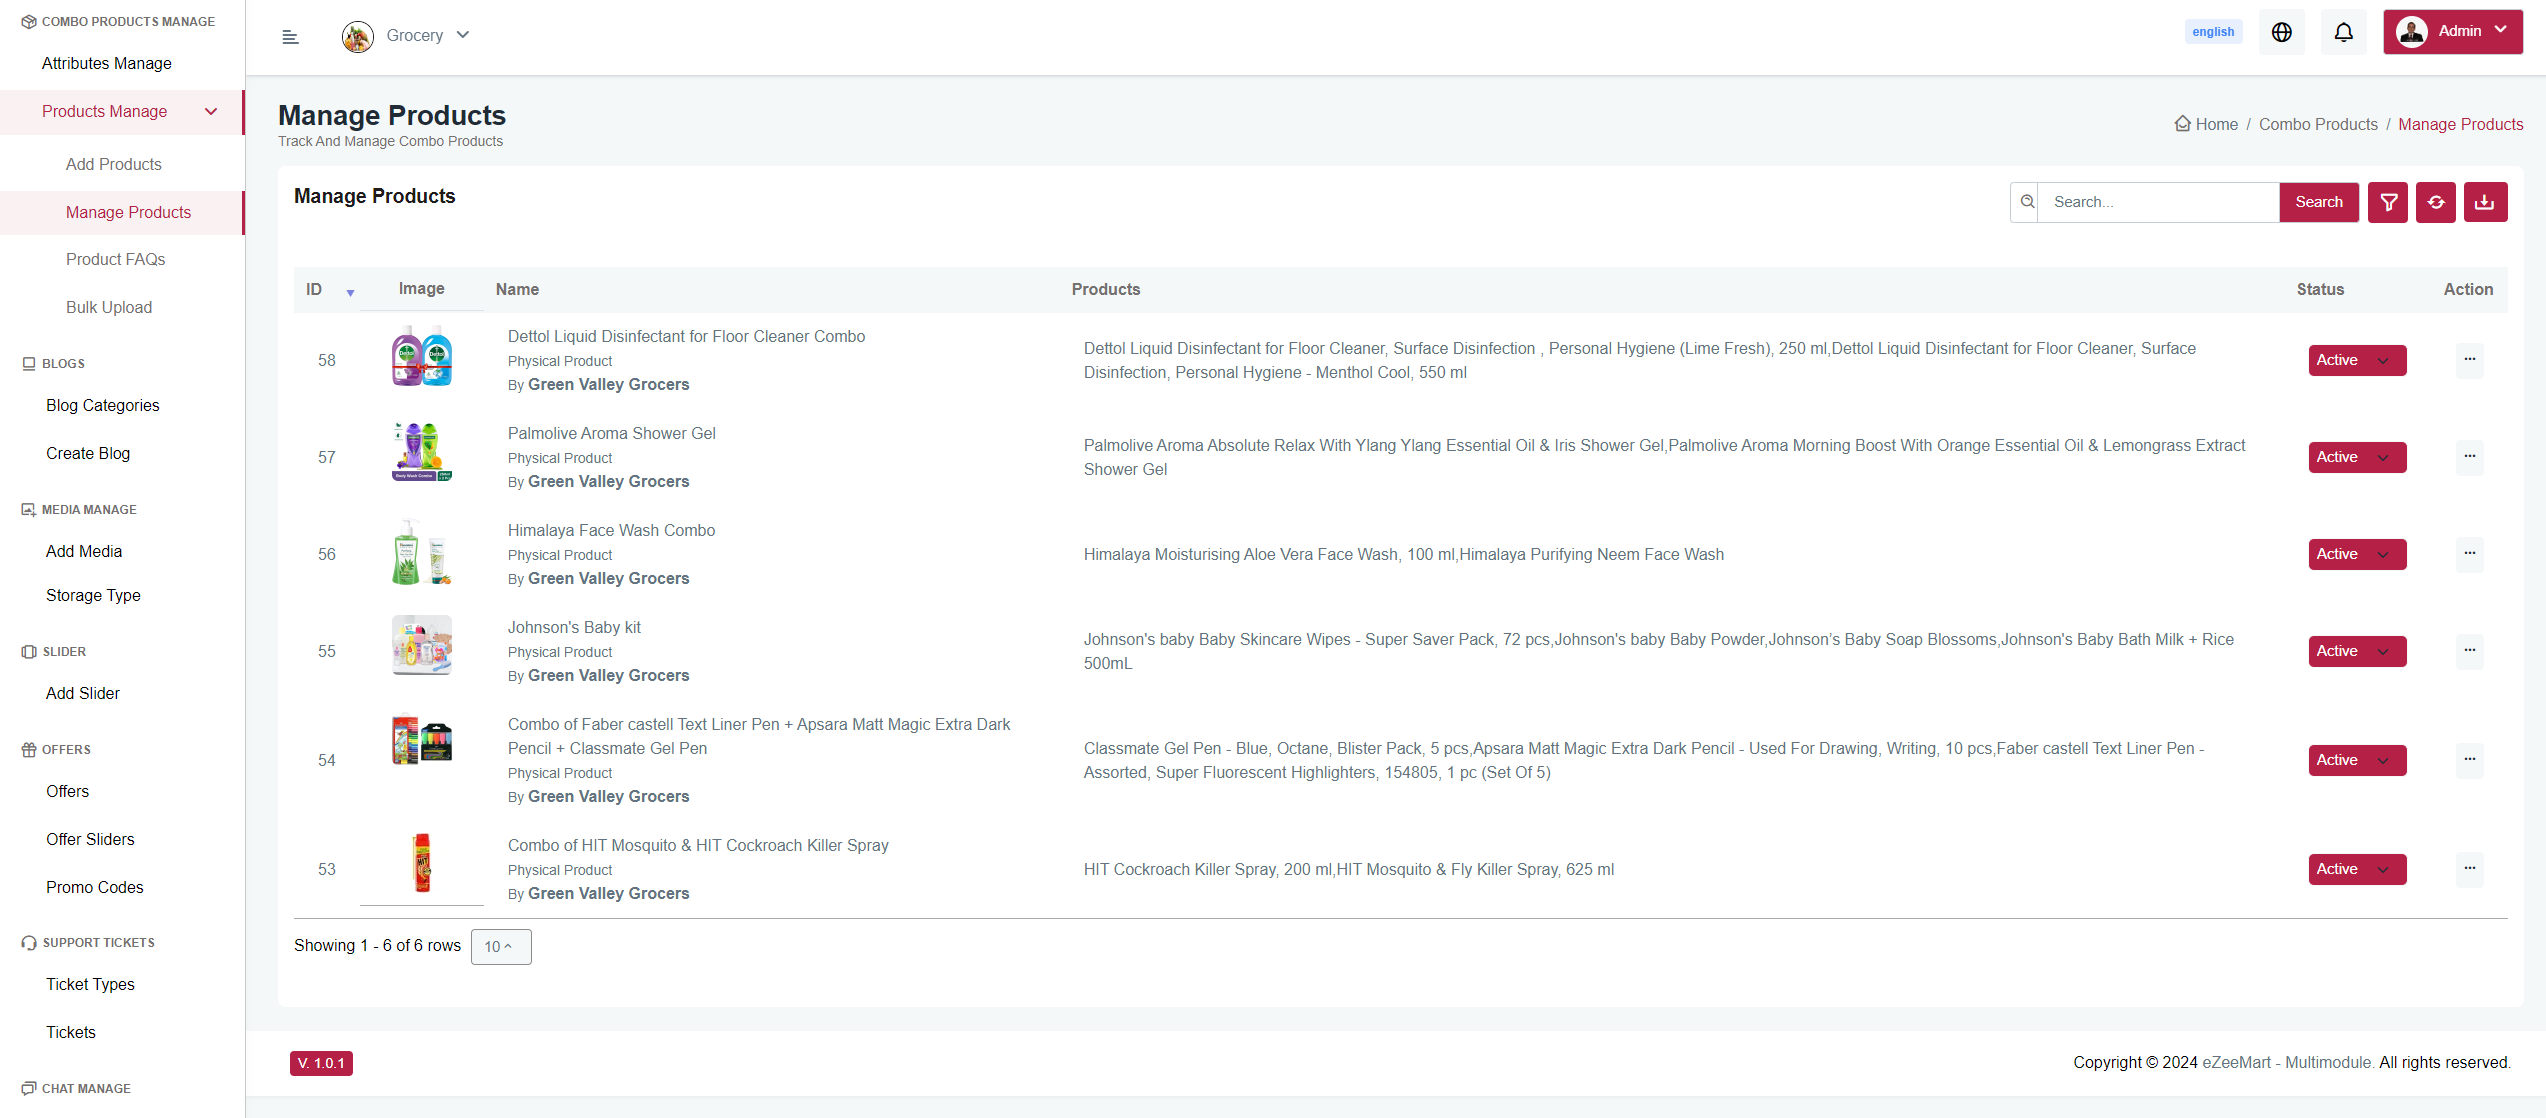 COMBO PRODUCTS MANAGE
Attributes Manage
Products Manage
Add Products
Manage Products
Product FAQs
Bulk Upload
BLOGS
Blog Categories
Create Blog
MEDIA MANAGE
Add Media
Storage Type
SLIDER
Add Slider
OFFERS
Offers
Offer Sliders
Promo Codes
SUPPORT TICKETS
Ticket Types
Tickets
CHAT MANAGE
Grocery
english
Admin
Manage Products
Track And Manage Combo Products
Home / Combo Products / Manage Products
Manage Products
Search...
Search
ID Image Name Products Status Action
58
Dettol Liquid Disinfectant for Floor Cleaner Combo
Physical Product
By Green Valley Grocers
Dettol Liquid Disinfectant for Floor Cleaner, Surface Disinfection , Personal Hygiene (Lime Fresh), 250 ml,Dettol Liquid Disinfectant for Floor Cleaner, Surface
Disinfection, Personal Hygiene - Menthol Cool, 550 ml
Active
...
57
Palmolive Aroma Shower Gel
Physical Product
By Green Valley Grocers
Palmolive Aroma Absolute Relax With Ylang Ylang Essential Oil & Iris Shower Gel,Palmolive Aroma Morning Boost With Orange Essential Oil & Lemongrass Extract
Shower Gel
Active
...
56
Himalaya Face Wash Combo
Physical Product
By Green Valley Grocers
Himalaya Moisturising Aloe Vera Face Wash, 100 ml,Himalaya Purifying Neem Face Wash
Active
...
55
Johnson's Baby kit
Physical Product
By Green Valley Grocers
Johnson's baby Baby Skincare Wipes - Super Saver Pack, 72 pcs,Johnson's baby Baby Powder,Johnson’s Baby Soap Blossoms,Johnson's Baby Bath Milk + Rice
500mL
Active
...
54
Combo of Faber castell Text Liner Pen + Apsara Matt Magic Extra Dark
Pencil + Classmate Gel Pen
Physical Product
By Green Valley Grocers
Classmate Gel Pen - Blue, Octane, Blister Pack, 5 pcs,Apsara Matt Magic Extra Dark Pencil - Used For Drawing, Writing, 10 pcs,Faber castell Text Liner Pen -
Assorted, Super Fluorescent Highlighters, 154805, 1 pc (Set Of 5)
Active
...
53
HIT
Combo of HIT Mosquito & HIT Cockroach Killer Spray
Physical Product
By Green Valley Grocers
HIT Cockroach Killer Spray, 200 ml,HIT Mosquito & Fly Killer Spray, 625 ml
Active
...
Showing 1 - 6 of 6 rows
10
V. 1.0.1
Copyright © 2024 eZeeMart - Multimodule. All rights reserved.